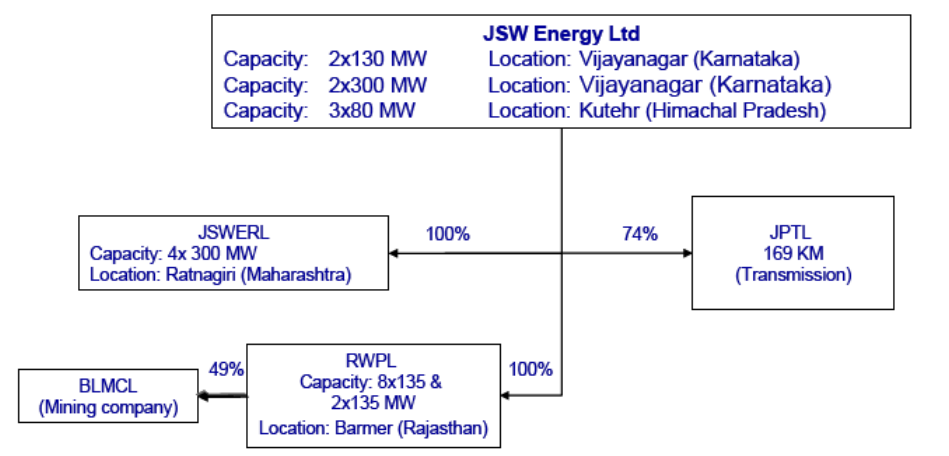 JSW Energy Ltd
Capacity: 2x130 MW Location: Vijayanagar (Karnataka)
Capacity: 2x300 MW Location: Vijayanagar (Karnataka)
Capacity: 3x80 MW Location: Kutehr (Himachal Pradesh)
JSWERL
Capacity: 4x 300 MW
Location: Ratnagiri (Maharashtra)
100%
74%
JPTL
169 KM
(Transmission)
BLMCL
(Mining company)
49%
RWPL
Capacity: 8x135 &
2x135 MW
Location: Barmer (Rajasthan)
100%